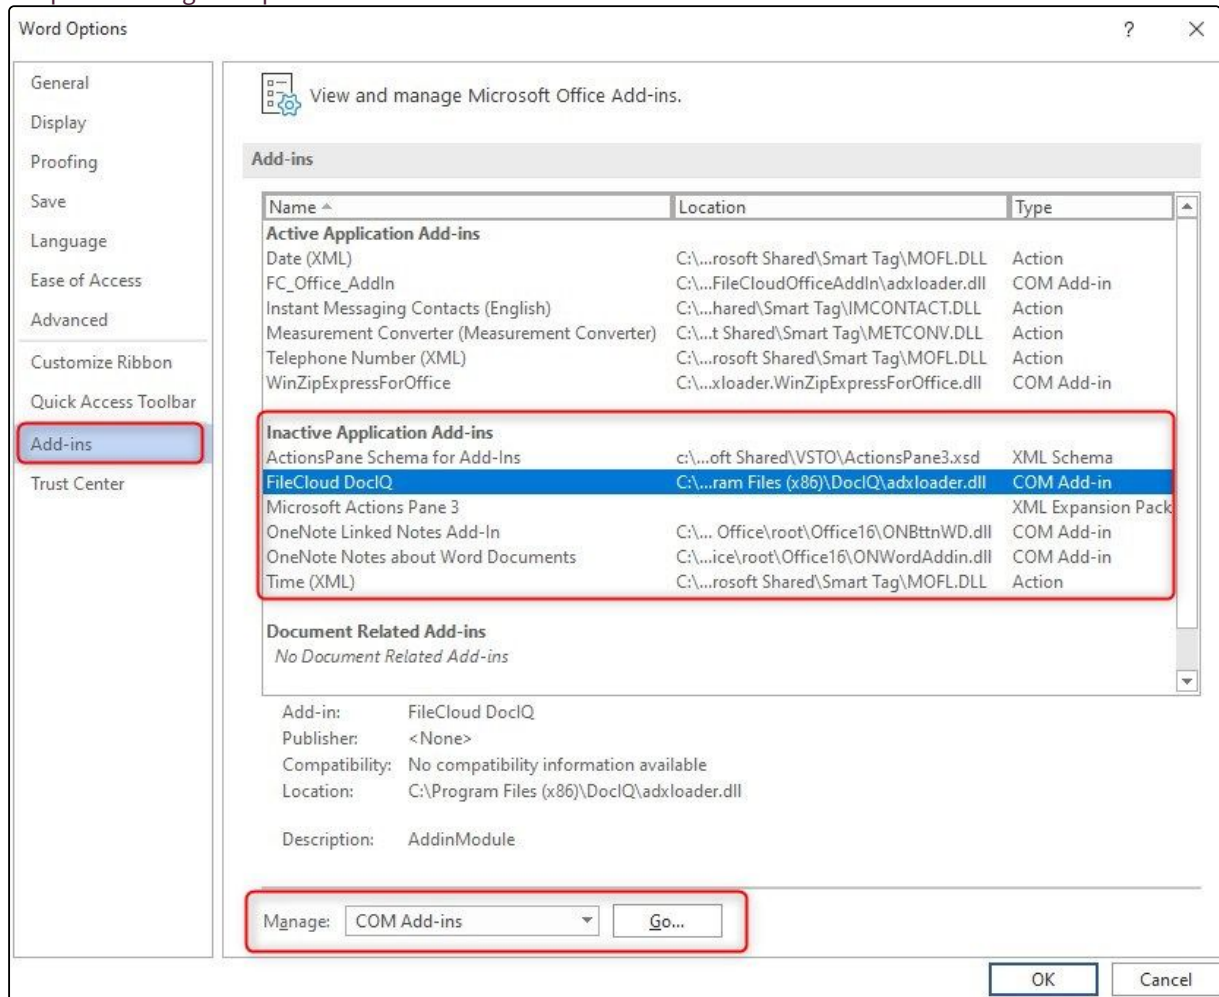 Word Options ?
General
Display
Proofing
Save
Language
Ease of Access
Advanced
Customize Ribbon
Quick Access Toolbar
Add-ins
Trust Center
View and manage Microsoft Office Add-ins.
Add-ins
Name Location Type
Active Application Add-ins
Date (XML) C:\...rosoft Shared\Smart Tag\MOFL.DLL Action
FC_Office_AddIn C:\...FileCloudOfficeAddIn\adxloader.dll COM Add-in
Instant Messaging Contacts (English) C:\...hared\Smart Tag\IMCONTACT.DLL Action
Measurement Converter (Measurement Converter) C:\...t Shared\Smart Tag\METCONV.DLL Action
Telephone Number (XML) C:\...rosoft Shared\Smart Tag\MOFL.DLL Action
WinZipExpressForOffice C:\...xloader.WinZipExpressForOffice.dll COM Add-in
Inactive Application Add-ins
ActionsPane Schema for Add-Ins c:\...oft Shared\VSTO\ActionsPane3.xsd XML Schema
FileCloud DocIQ C:\...ram Files (x86)\DocIQ\adxloader.dll COM Add-in
Microsoft Actions Pane 3 XML Expansion Pack
OneNote Linked Notes Add-In C:\... Office\root\Office16\ONBttnWD.dll COM Add-in
OneNote Notes about Word Documents C:\...ice\root\Office16\ONWordAddin.dll COM Add-in
Time (XML) C:\...rosoft Shared\Smart Tag\MOFL.DLL Action
Document Related Add-ins
No Document Related Add-ins
Add-in: FileCloud DocIQ
Publisher: <None>
Compatibility: No compatibility information available
Location: C:\Program Files (x86)\DocIQ\adxloader.dll
Description: AddinModule
Manage: COM Add-ins Go...
OK Cancel